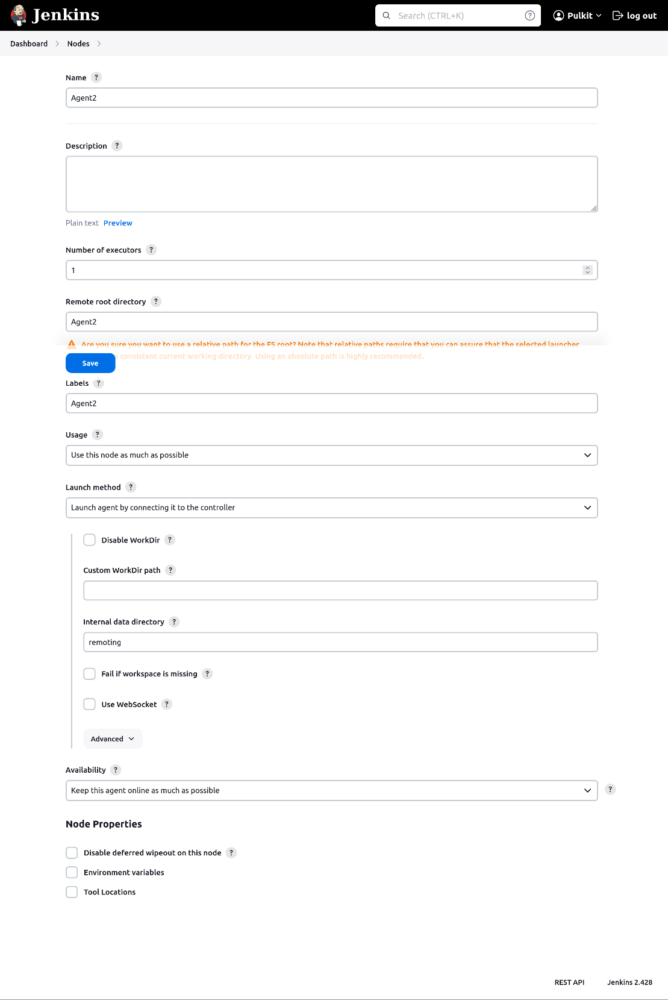 Jenkins
Search (CTRL+K)
?
Pulkit
log out
Dashboard
Nodes
Name ?
Agent2
Description ?
Plain text Preview
Number of executors ?
1
Remote root directory ?
Agent2
Are you sure you want to use a relative path for the FS root? Note that relative paths require that you can assure that the selected launcher
a consistent current working directory. Using an absolute path is highly recommended.
Save
Labels ?
Agent2
Usage ?
Use this node as much as possible
Launch method ?
Launch agent by connecting it to the controller
Disable WorkDir ?
Custom WorkDir path ?
Internal data directory ?
remoting
Fail if workspace is missing ?
Use WebSocket ?
Advanced
Availability ?
Keep this agent online as much as possible
?
Node Properties
Disable deferred wipeout on this node ?
Environment variables
Tool Locations
REST API
Jenkins 2.428